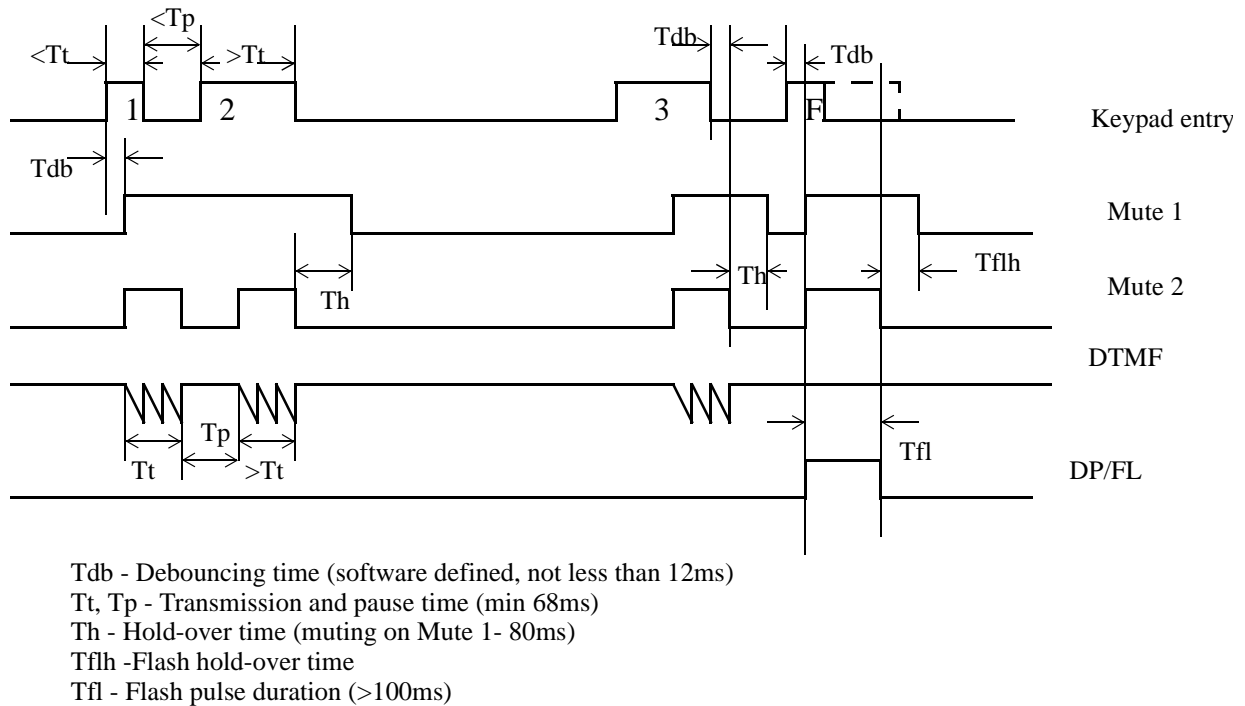 <Tp
<Tt
>Tt
Tdb
Tdb
1
2
3
F
Keypad entry
Tdb
Mute 1
Th
Th
Tflh
Mute 2
DTMF
Tt
Tp
>Tt
Tfl
DP/FL
Tdb - Debouncing time (software defined, not less than 12ms)
Tt, Tp - Transmission and pause time (min 68ms)
Th - Hold-over time (muting on Mute 1- 80ms)
Tflh -Flash hold-over time
Tfl - Flash pulse duration (>100ms)